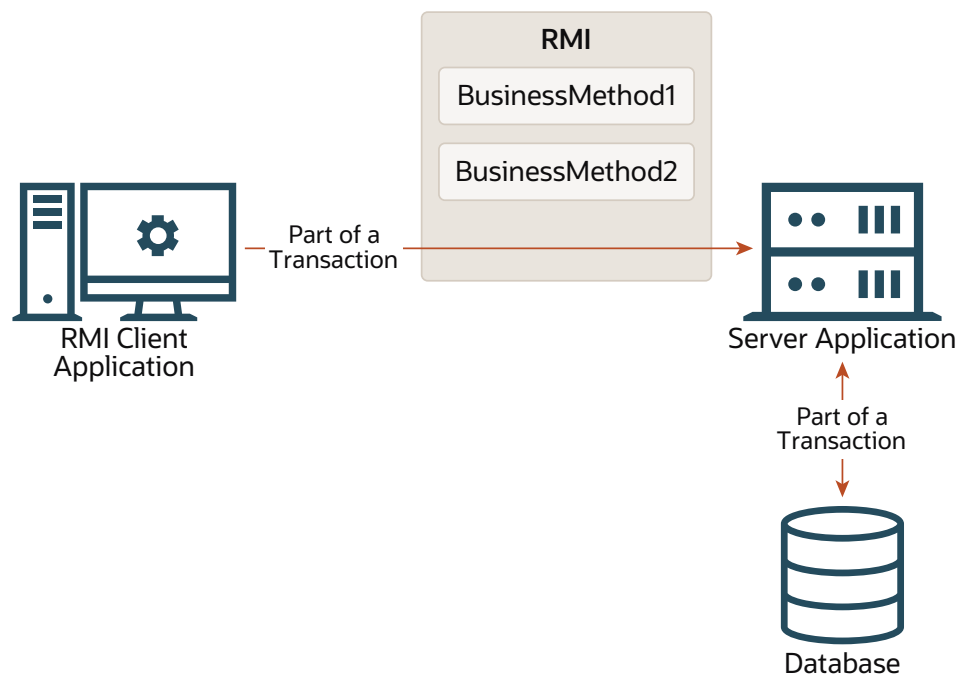 RMI
BusinessMethod1
BusinessMethod2
Part of a
Transaction
RMI Client
Application
Server Application
Part of a
Transaction
Database